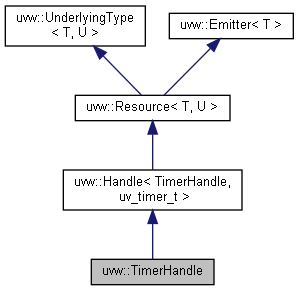 uvw::UnderlyingType
< T, U >
uvw::Emitter< T >
uvw::Resource< T, U >
uvw::Handle< TimerHandle,
uv_timer_t >
uvw::TimerHandle